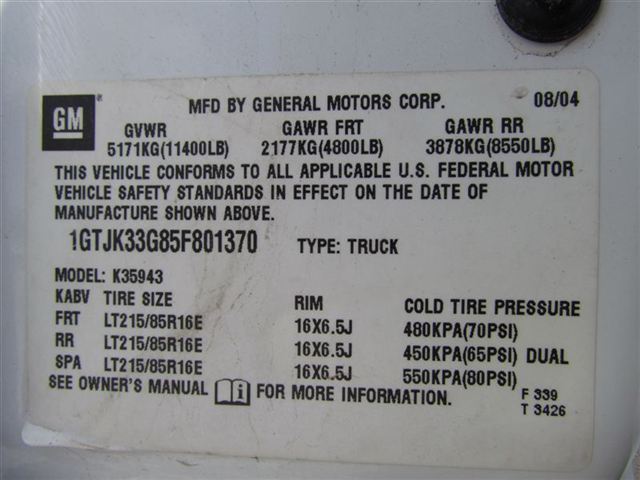 GM ® MFD BY GENERAL MOTORS CORP. 08/04
GVWR GAWR FRT GAWR RR
5171KG(11400LB) 2177KG(4800LB) 3878KG(8550LB)
THIS VEHICLE CONFORMS TO ALL APPLICABLE U.S. FEDERAL MOTOR
VEHICLE SAFETY STANDARDS IN EFFECT ON THE DATE OF
MANUFACTURE SHOWN ABOVE.
1GTJK33G85F801370 TYPE: TRUCK
MODEL: K35943
KABV TIRE SIZE RIM COLD TIRE PRESSURE
FRT LT215/85R16E 16X6.5J 480KPA(70PSI)
RR LT215/85R16E 16X6.5J 450KPA(65PSI) DUAL
SPA LT215/85R16E 16X6.5J 550KPA(80PSI)
SEE OWNER'S MANUAL FOR MORE INFORMATION. F 339
T 3426